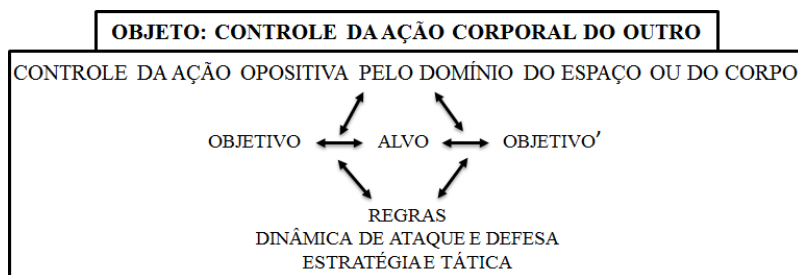 OBJETO: CONTROLE DA AÇÃO CORPORAL DO OUTRO
CONTROLE DA AÇÃO OPOSITIVA PELO DOMÍNIO DO ESPAÇO OU DO CORPO
OBJETIVO ALVO OBJETIVO′
REGRAS
DINÂMICA DE ATAQUE E DEFESA
ESTRATÉGIA E TÁTICA